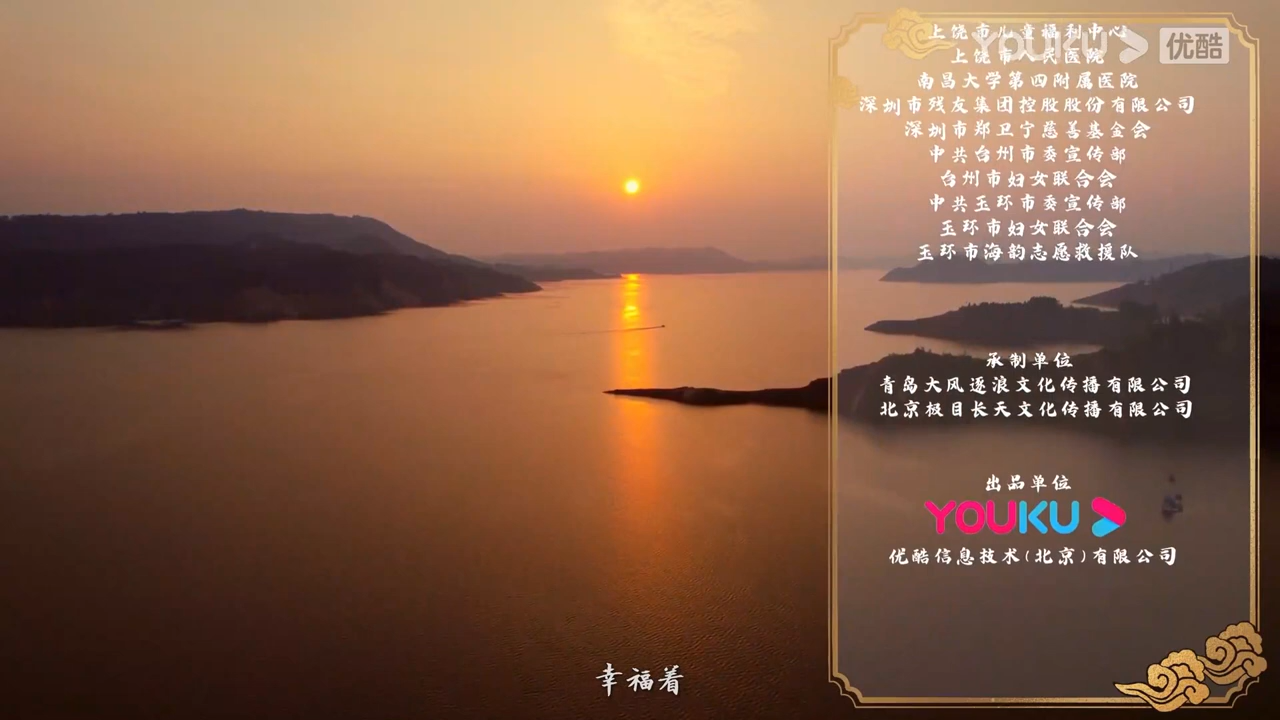 上饶市儿童福利中心
YOUKU 优酷
上饶市人民医院
南昌大学第四附属医院
深圳市残友集团控股股份有限公司
深圳市郑卫宁慈善基金会
中共台州市委宣传部
台州市妇女联合会
中共玉环市委宣传部
玉环市妇女联合会
玉环市海韵志愿救援队
承制单位
青岛大风逐浪文化传播有限公司
北京极目长天文化传播有限公司
出品单位
YOUKU
优酷信息技术(北京)有限公司
幸福着